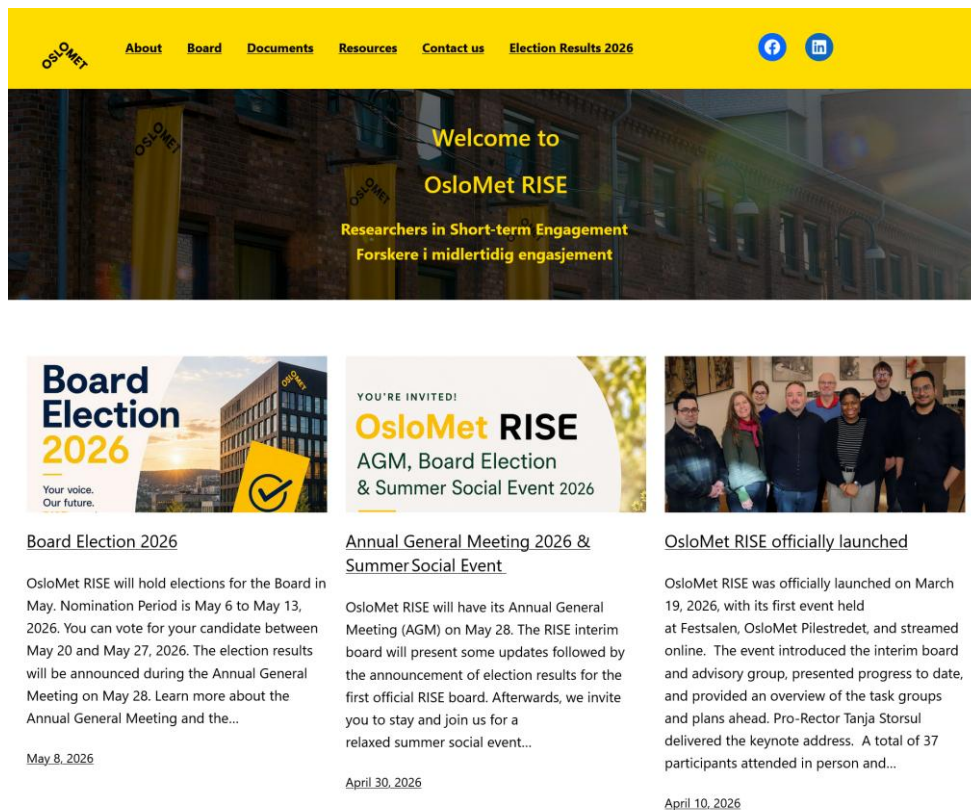 OSLOMET
About Board Documents Resources Contact us Election Results 2026
OSLOMET
OSLOMET
Welcome to
OsloMet RISE
Researchers in Short-term Engagement
Forskere i midlertidig engasjement
Board
Election
2026
Your voice.
Our future.
OSLOMET
YOU'RE INVITED!
OsloMet RISE
AGM, Board Election
& Summer Social Event 2026
Board Election 2026
OsloMet RISE will hold elections for the Board in
May. Nomination Period is May 6 to May 13,
2026. You can vote for your candidate between
May 20 and May 27, 2026. The election results
will be announced during the Annual General
Meeting on May 28. Learn more about the
Annual General Meeting and the...
May 8, 2026
Annual General Meeting 2026 &
Summer Social Event
OsloMet RISE will have its Annual General
Meeting (AGM) on May 28. The RISE interim
board will present some updates followed by
the announcement of election results for the
first official RISE board. Afterwards, we invite
you to stay and join us for a
relaxed summer social event...
April 30, 2026
OsloMet RISE officially launched
OsloMet RISE was officially launched on March
19, 2026, with its first event held
at Festsalen, OsloMet Pilestredet, and streamed
online. The event introduced the interim board
and advisory group, presented progress to date,
and provided an overview of the task groups
and plans ahead. Pro-Rector Tanja Storsul
delivered the keynote address. A total of 37
participants attended in person and...
April 10, 2026